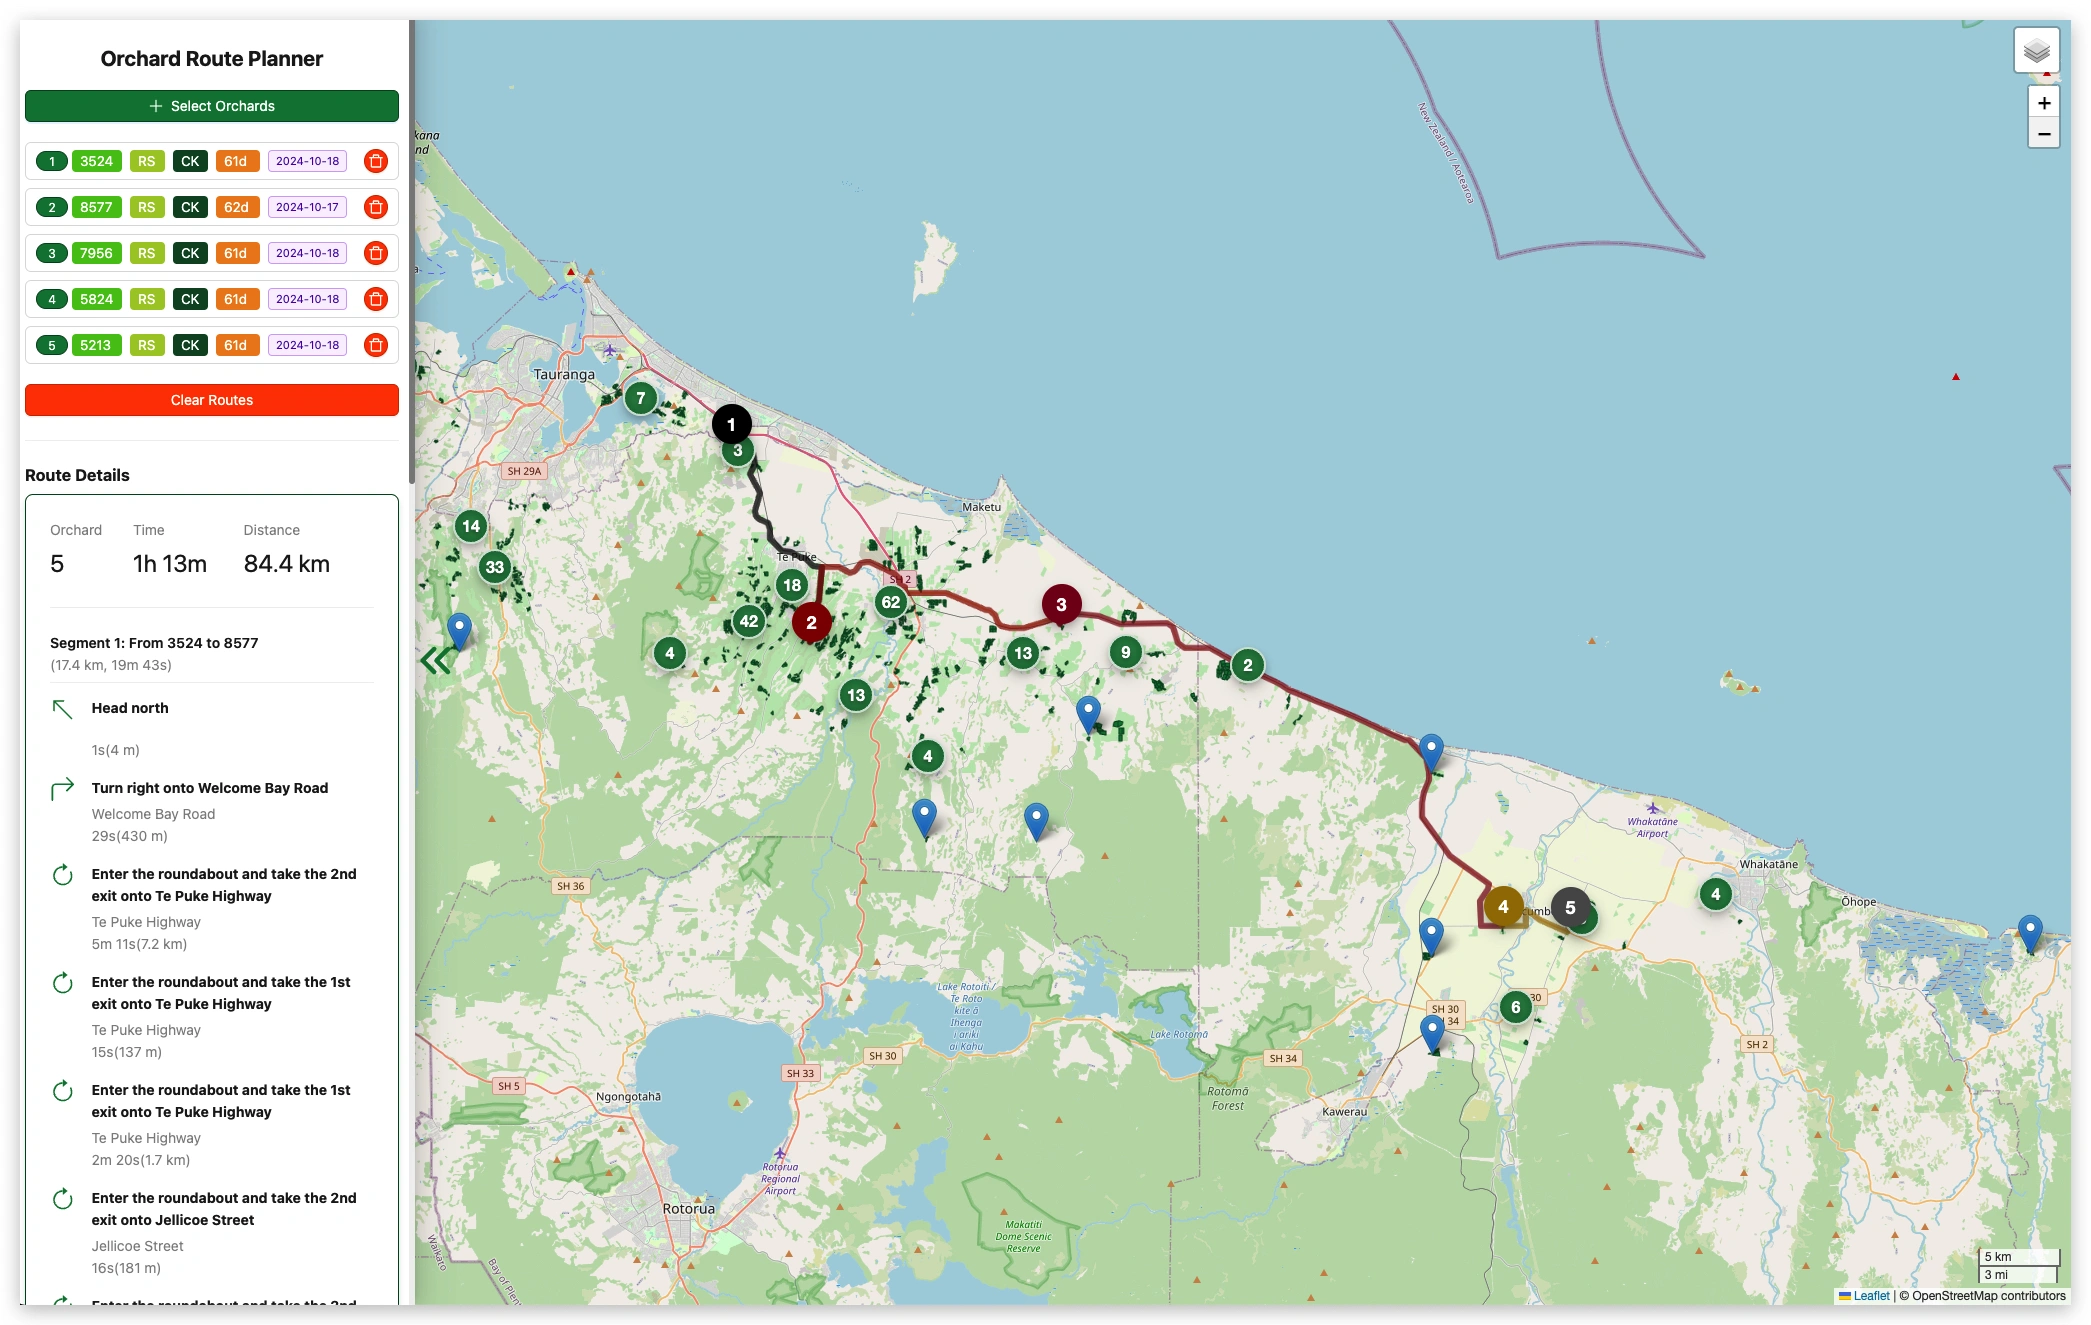 Orchard Route Planner
Select Orchards
1 3524 RS CK 61d 2024-10-18
2 8577 RS CK 62d 2024-10-17
3 7956 RS CK 61d 2024-10-18
4 5824 RS CK 61d 2024-10-18
5 5213 RS CK 61d 2024-10-18
Clear Routes
Route Details
Orchard Time Distance
5 1h 13m 84.4 km
Segment 1: From 3524 to 8577
(17.4 km, 19m 43s)
Head north
1s(4 m)
Turn right onto Welcome Bay Road
Welcome Bay Road
29s(430 m)
Enter the roundabout and take the 2nd
exit onto Te Puke Highway
Te Puke Highway
5m 11s(7.2 km)
Enter the roundabout and take the 1st
exit onto Te Puke Highway
Te Puke Highway
15s(137 m)
Enter the roundabout and take the 1st
exit onto Te Puke Highway
Te Puke Highway
2m 20s(1.7 km)
Enter the roundabout and take the 2nd
exit onto Jellicoe Street
Jellicoe Street
16s(181 m)
Enter the roundabout and take the 2nd
kana
nd
New Zealand / Aotearoa
+
−
Tauranga
7
1
3
SH 29A
Maketu
14
33
Te Puke
18
SH 2
62
42
2
3
4
13
9
2
13
4
Whakatāne
Airport
Whakatāne
SH 36
4
umb
5
4
Ōhope
Lake Rotoiti /
Te Roto
kite ā
Ihenga
i ariki
ai Kahu
SH 30
34
30
6
Lake Rotomā
SH 30
SH 34
SH 2
SH 33
SH 5
Ngongotahā
Rotomā
Forest
Kawerau
Rotorua
Regional
Airport
Rotorua
Makatiti
Dome Scenic
Reserve
Waikato
Bay of Plent
5 km
3 mi
Leaflet | © OpenStreetMap contributors